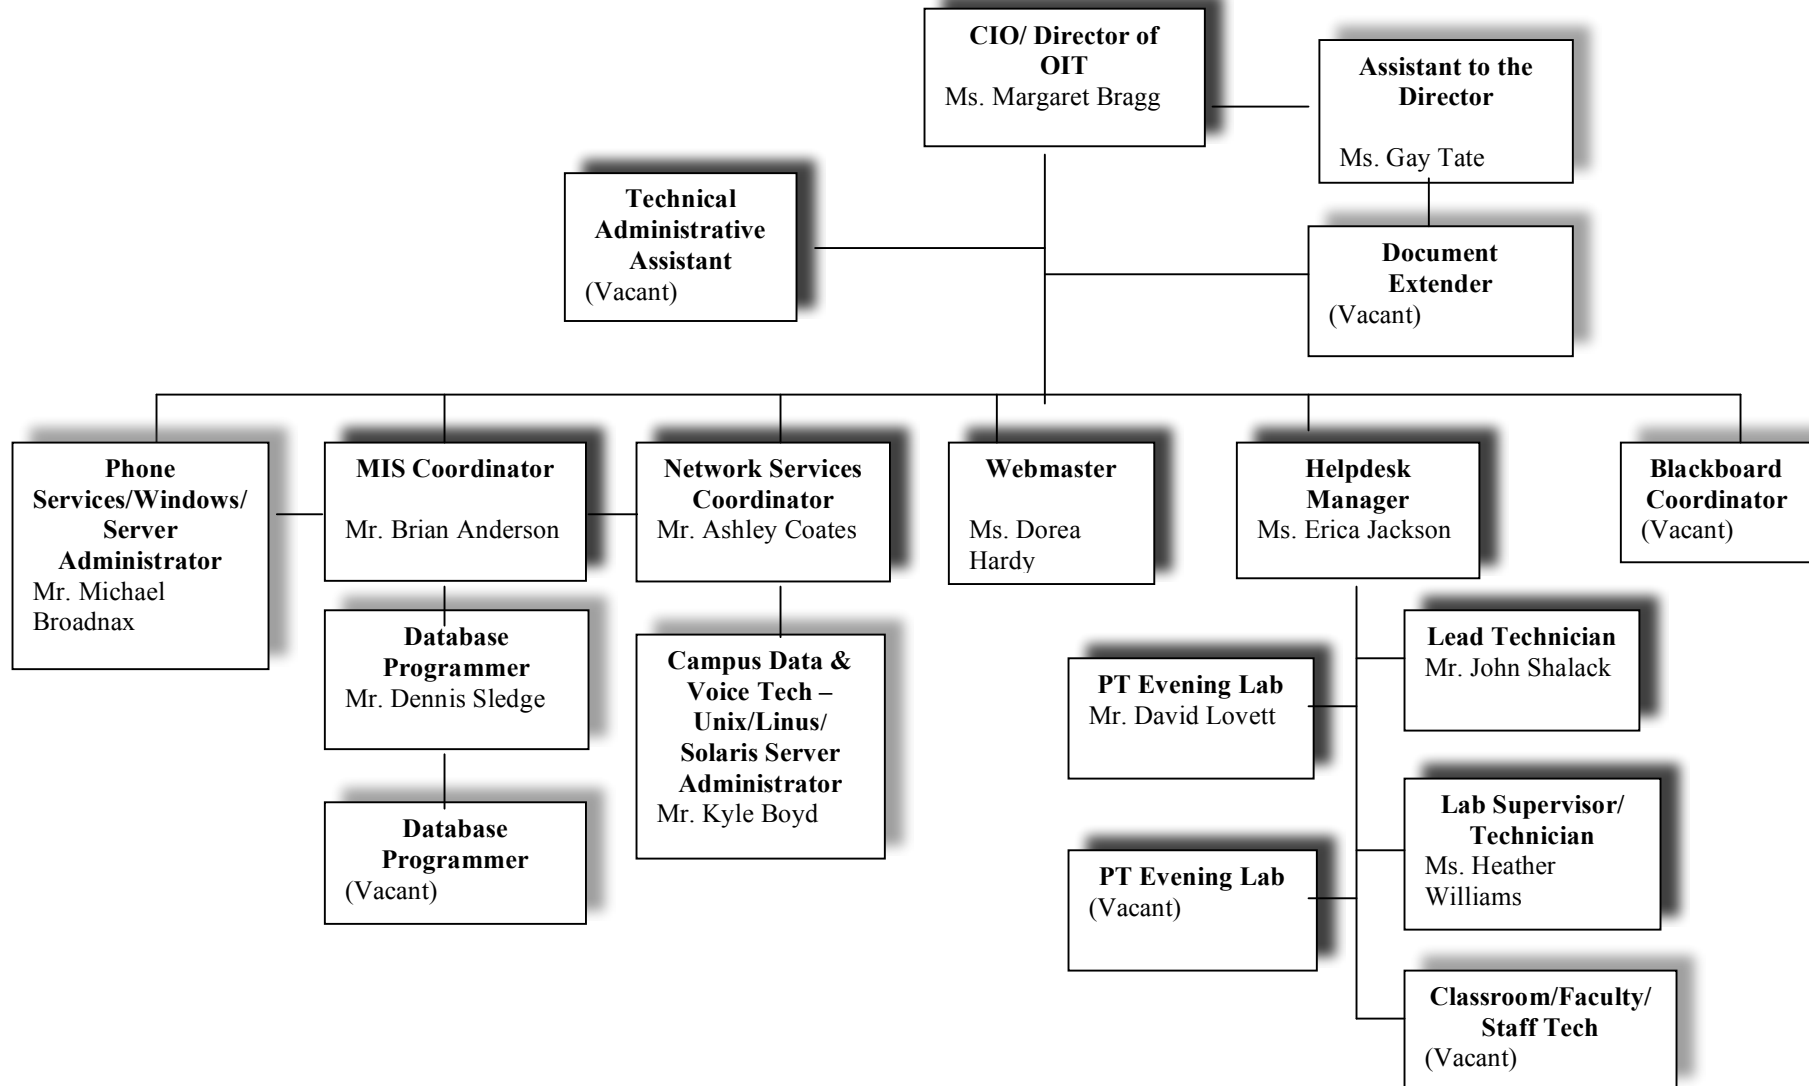 CIO/ Director of
OIT
Ms. Margaret Bragg
Assistant to the
Director
Ms. Gay Tate
Technical
Administrative
Assistant
(Vacant)
Document
Extender
(Vacant)
Phone
Services/Windows/
Server
Administrator
Mr. Michael
Broadnax
MIS Coordinator
Mr. Brian Anderson
Network Services
Coordinator
Mr. Ashley Coates
Webmaster
Ms. Dorea
Hardy
Helpdesk
Manager
Ms. Erica Jackson
Blackboard
Coordinator
(Vacant)
Database
Programmer
Mr. Dennis Sledge
Database
Programmer
(Vacant)
Campus Data &
Voice Tech –
Unix/Linus/
Solaris Server
Administrator
Mr. Kyle Boyd
PT Evening Lab
Mr. David Lovett
PT Evening Lab
(Vacant)
Lead Technician
Mr. John Shalack
Lab Supervisor/
Technician
Ms. Heather
Williams
Classroom/Faculty/
Staff Tech
(Vacant)